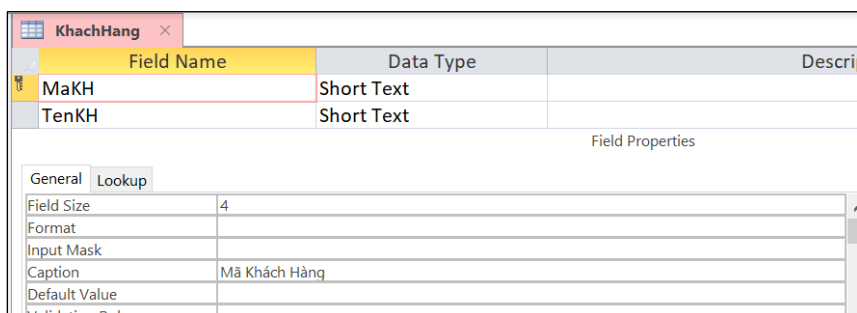 KhachHang
Field Name Data Type
MaKH Short Text
TenKH Short Text
Field Properties
General Lookup
Field Size 4
Format
Input Mask
Caption Mã Khách Hàng
Default Value